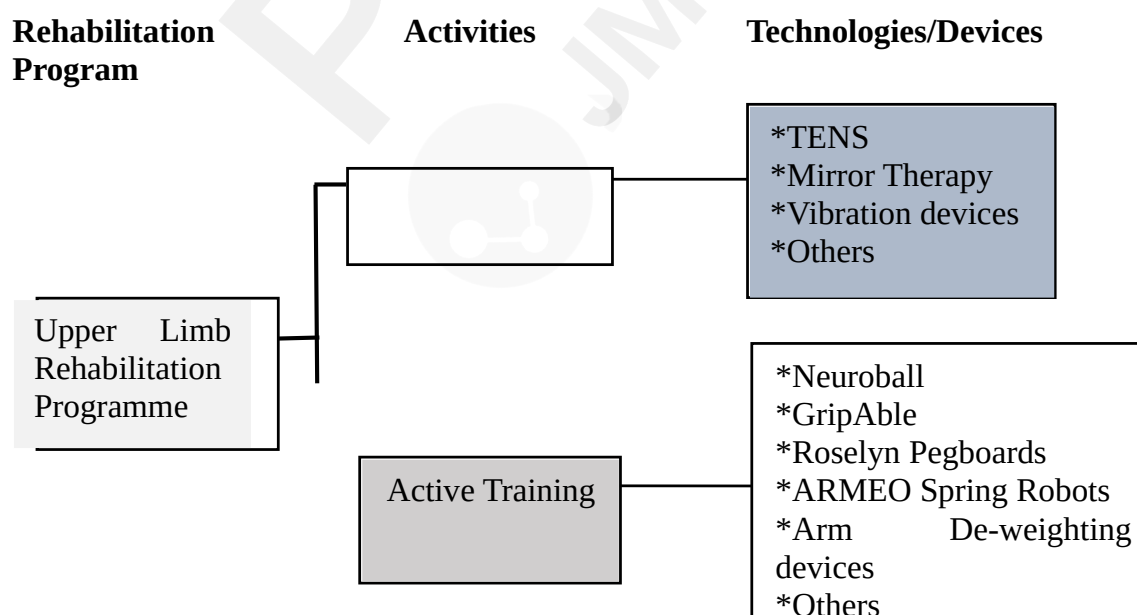 Rehabilitation
Program
Activities
Technologies/Devices
*TENS
*Mirror Therapy
*Vibration devices
*Others
Upper Limb
Rehabilitation
Programme
Active Training
*Neuroball
*GripAble
*Roselyn Pegboards
*ARMEO Spring Robots
*Arm De-weighting
devices
*Others